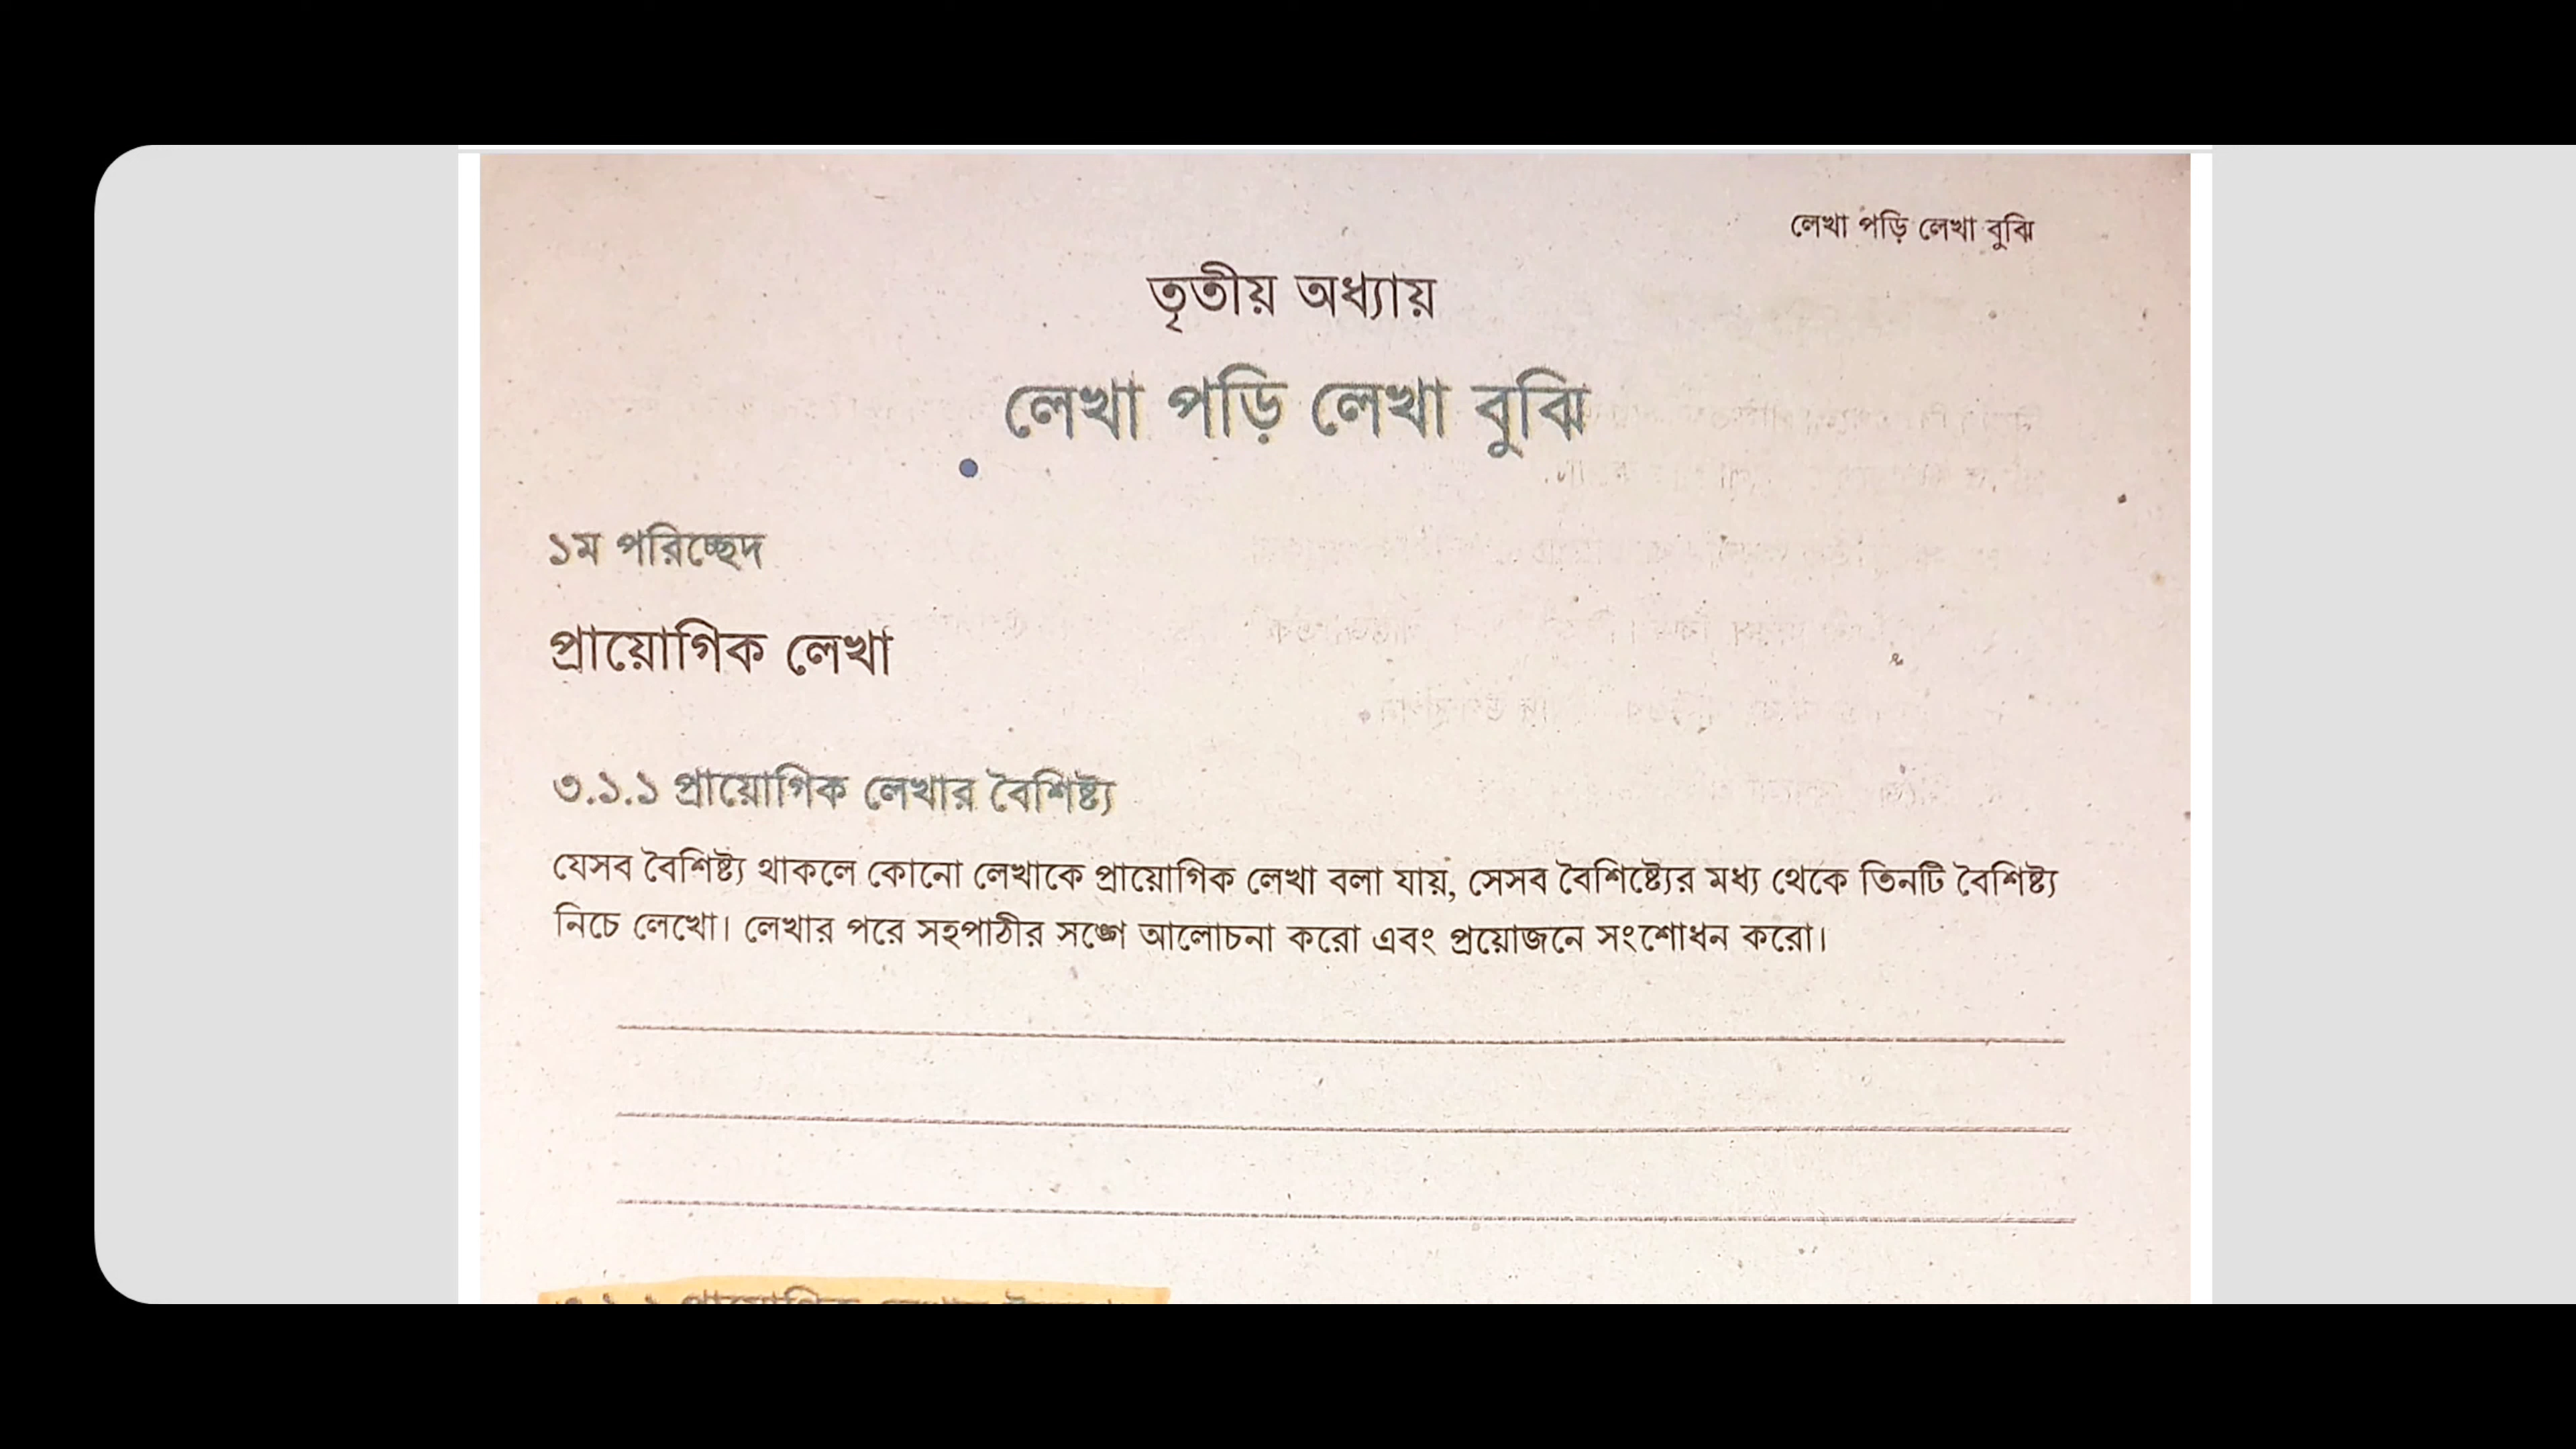 লেখা পড়ি লেখা বুঝি
তৃতীয় অধ্যায়
লেখা পড়ি লেখা বুঝি
১ম পরিচ্ছেদ
প্রায়োগিক লেখা
৩.১.১ প্রায়োগিক লেখার বৈশিষ্ট্য
যেসব বৈশিষ্ট্য থাকলে কোনো লেখাকে প্রায়োগিক লেখা বলা যায়, সেসব বৈশিষ্ট্যের মধ্য থেকে তিনটি বৈশিষ্ট্য
নিচে লেখো। লেখার পরে সহপাঠীর সঙ্গে আলোচনা করো এবং প্রয়োজনে সংশোধন করো।